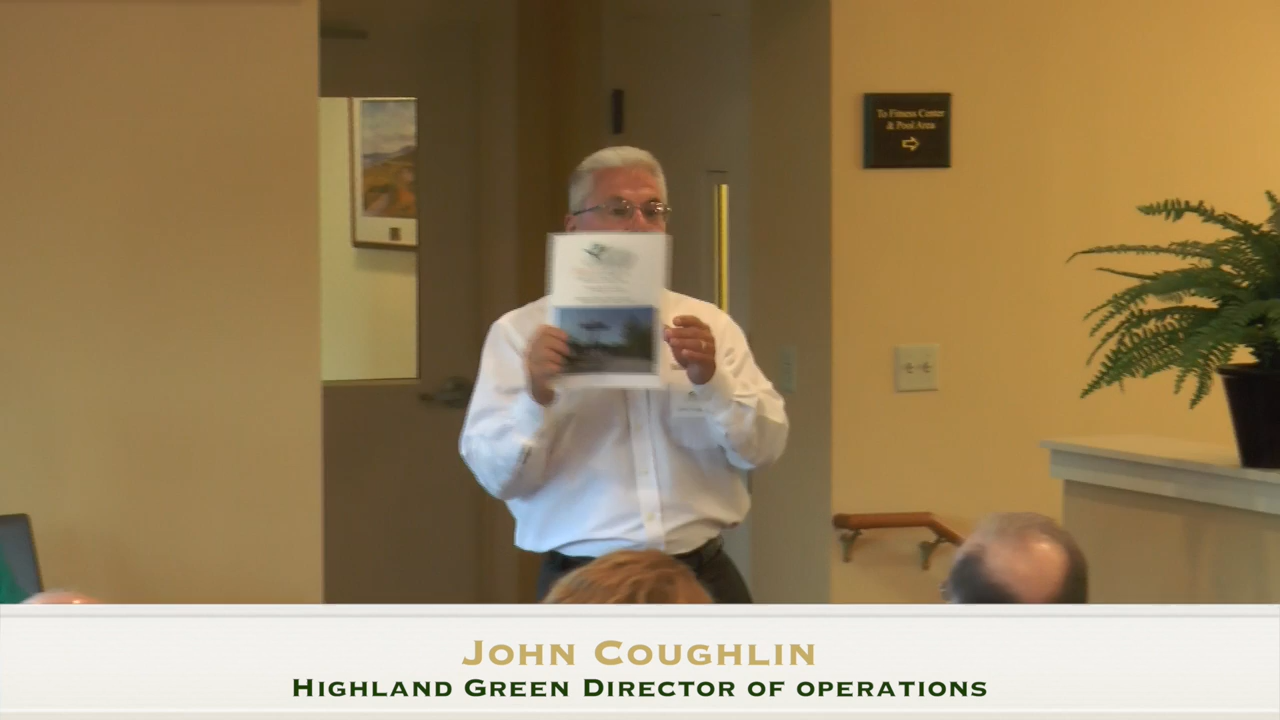 To Fitness Center
& Pool Area
John Coughlin
Highland Green Director of operations